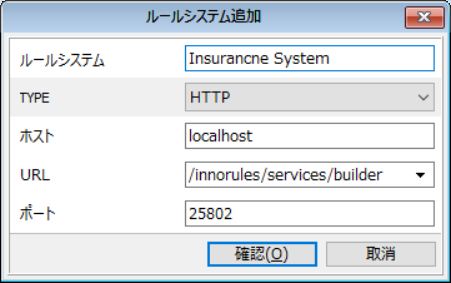 ルールシステム追加
ルールシステム Insurancne System
TYPE HTTP
ホスト localhost
URL /innorules/services/builder
ポート 25802
確認(O) 取消